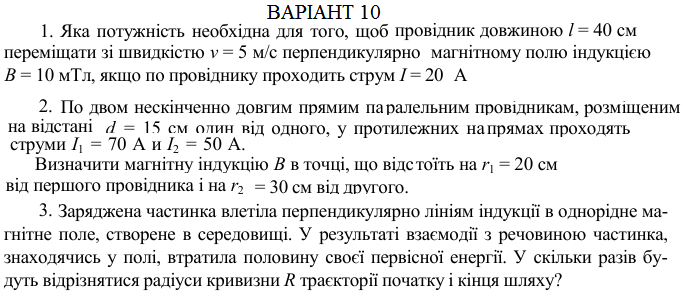 ВАРІАНТ 10
1. Яка потужність необхідна для того, щоб провідник довжиною l = 40 см
переміщати зі швидкістю v = 5 м/с перпендикулярно магнітному полю індукцією
B = 10 мТл, якщо по провіднику проходить струм I = 20 А
2. По двом нескінченно довгим прямим паралельним провідникам, розміщеним
на відстані d = 15 см один від одного, у протилежних напрямах проходять
струми I₁ = 70 А и I₂ = 50 А.
Визначити магнітну індукцію B в точці, що відстоїть на r₁ = 20 см
від першого провідника і на r₂ = 30 см від другого.
3. Заряджена частинка влетіла перпендикулярно лініям індукції в однорідне ма-
гнітне поле, створене в середовищі. У результаті взаємодії з речовиною частинка,
знаходячись у полі, втратила половину своєї первісної енергії. У скільки разів бу-
дуть відрізнятися радіуси кривизни R траєкторії початку і кінця шляху?